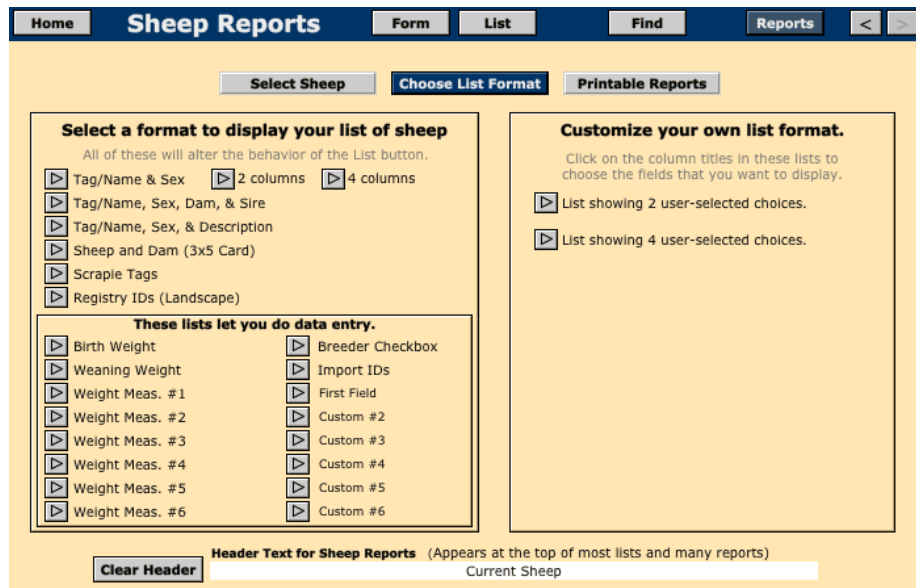 Home Sheep Reports Form List Find Reports < >
Select Sheep Choose List Format Printable Reports
Select a format to display your list of sheep
All of these will alter the behavior of the List button.
Tag/Name & Sex 2 columns 4 columns
Tag/Name, Sex, Dam, & Sire
Tag/Name, Sex, & Description
Sheep and Dam (3x5 Card)
Scrapie Tags
Registry IDs (Landscape)
These lists let you do data entry.
Birth Weight Breeder Checkbox
Weaning Weight Import IDs
Weight Meas. #1 First Field
Weight Meas. #2 Custom #2
Weight Meas. #3 Custom #3
Weight Meas. #4 Custom #4
Weight Meas. #5 Custom #5
Weight Meas. #6 Custom #6
Customize your own list format.
Click on the column titles in these lists to
choose the fields that you want to display.
List showing 2 user-selected choices.
List showing 4 user-selected choices.
Header Text for Sheep Reports (Appears at the top of most lists and many reports)
Clear Header Current Sheep